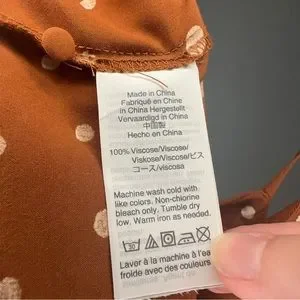 Made in China
Fabriqué en Chine
in China Hergestellt
Vervaardigd in China
中国製
Hecho en China
100% Viscose/Viscose/
Viskose/Viscose/ビス
コース/viscosa
Machine wash cold with
like colors. Non-chlorine
bleach only. Tumble dry
low. Warm iron as needed.
30
Laver à la machine à l'eau
froide avec des couleurs